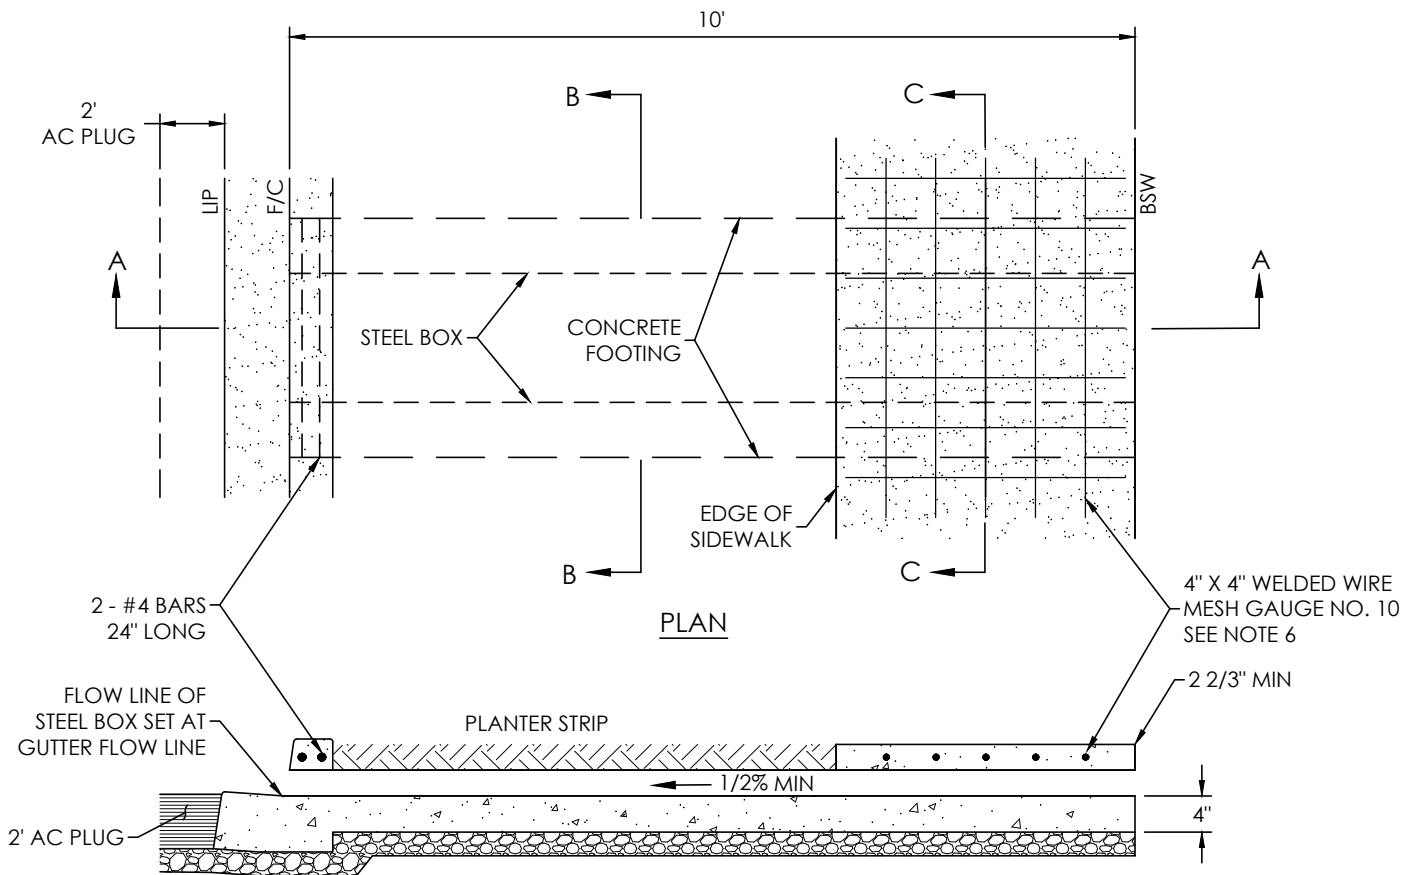 10'
2'
AC PLUG
B
C
LIP
F/C
BSW
A
A
STEEL BOX
CONCRETE
FOOTING
EDGE OF
SIDEWALK
B
C
2 - #4 BARS
24" LONG
PLAN
4" X 4" WELDED WIRE
MESH GAUGE NO. 10
SEE NOTE 6
2 2/3" MIN
FLOW LINE OF
STEEL BOX SET AT
GUTTER FLOW LINE
PLANTER STRIP
1/2% MIN
4"
2' AC PLUG